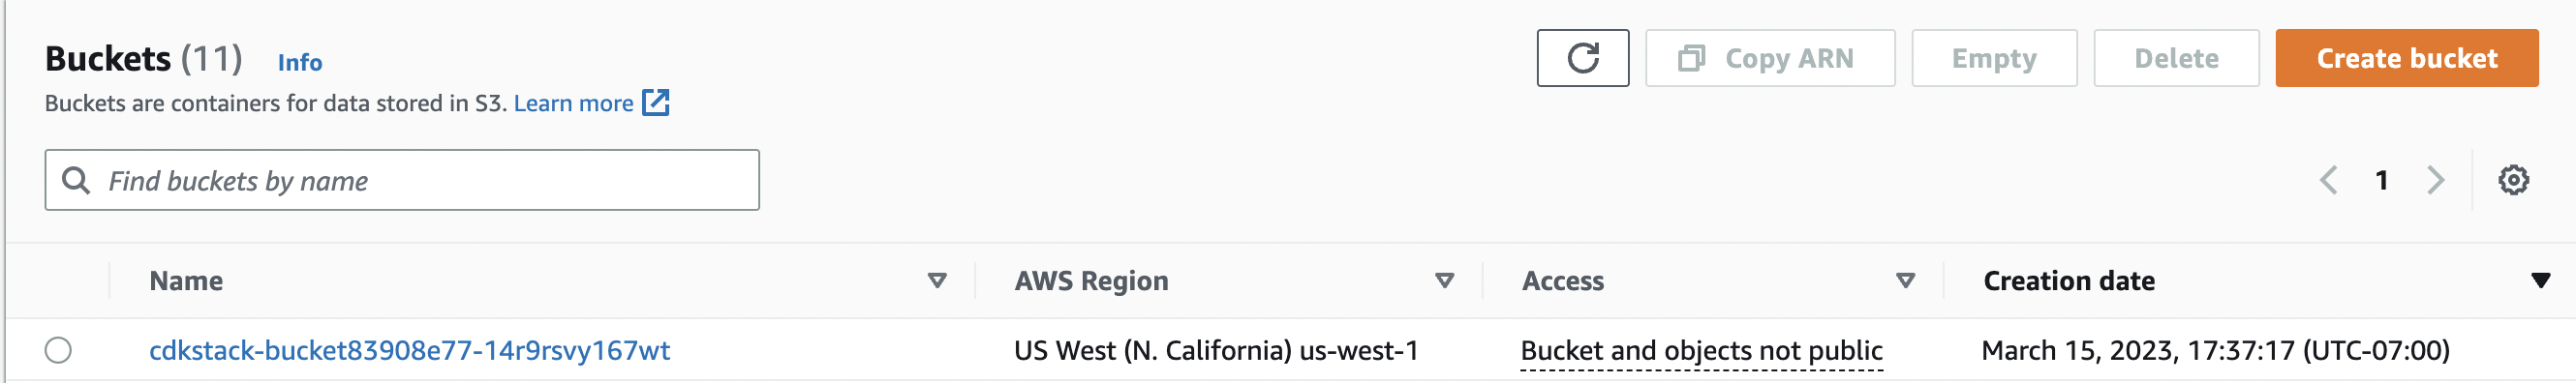 Buckets (11) Info
Buckets are containers for data stored in S3. Learn more
Copy ARN
Empty
Delete
Create bucket
Find buckets by name
1
Name AWS Region Access Creation date
cdkstack-bucket83908e77-14r9rsvy167wt US West (N. California) us-west-1 Bucket and objects not public March 15, 2023, 17:37:17 (UTC-07:00)